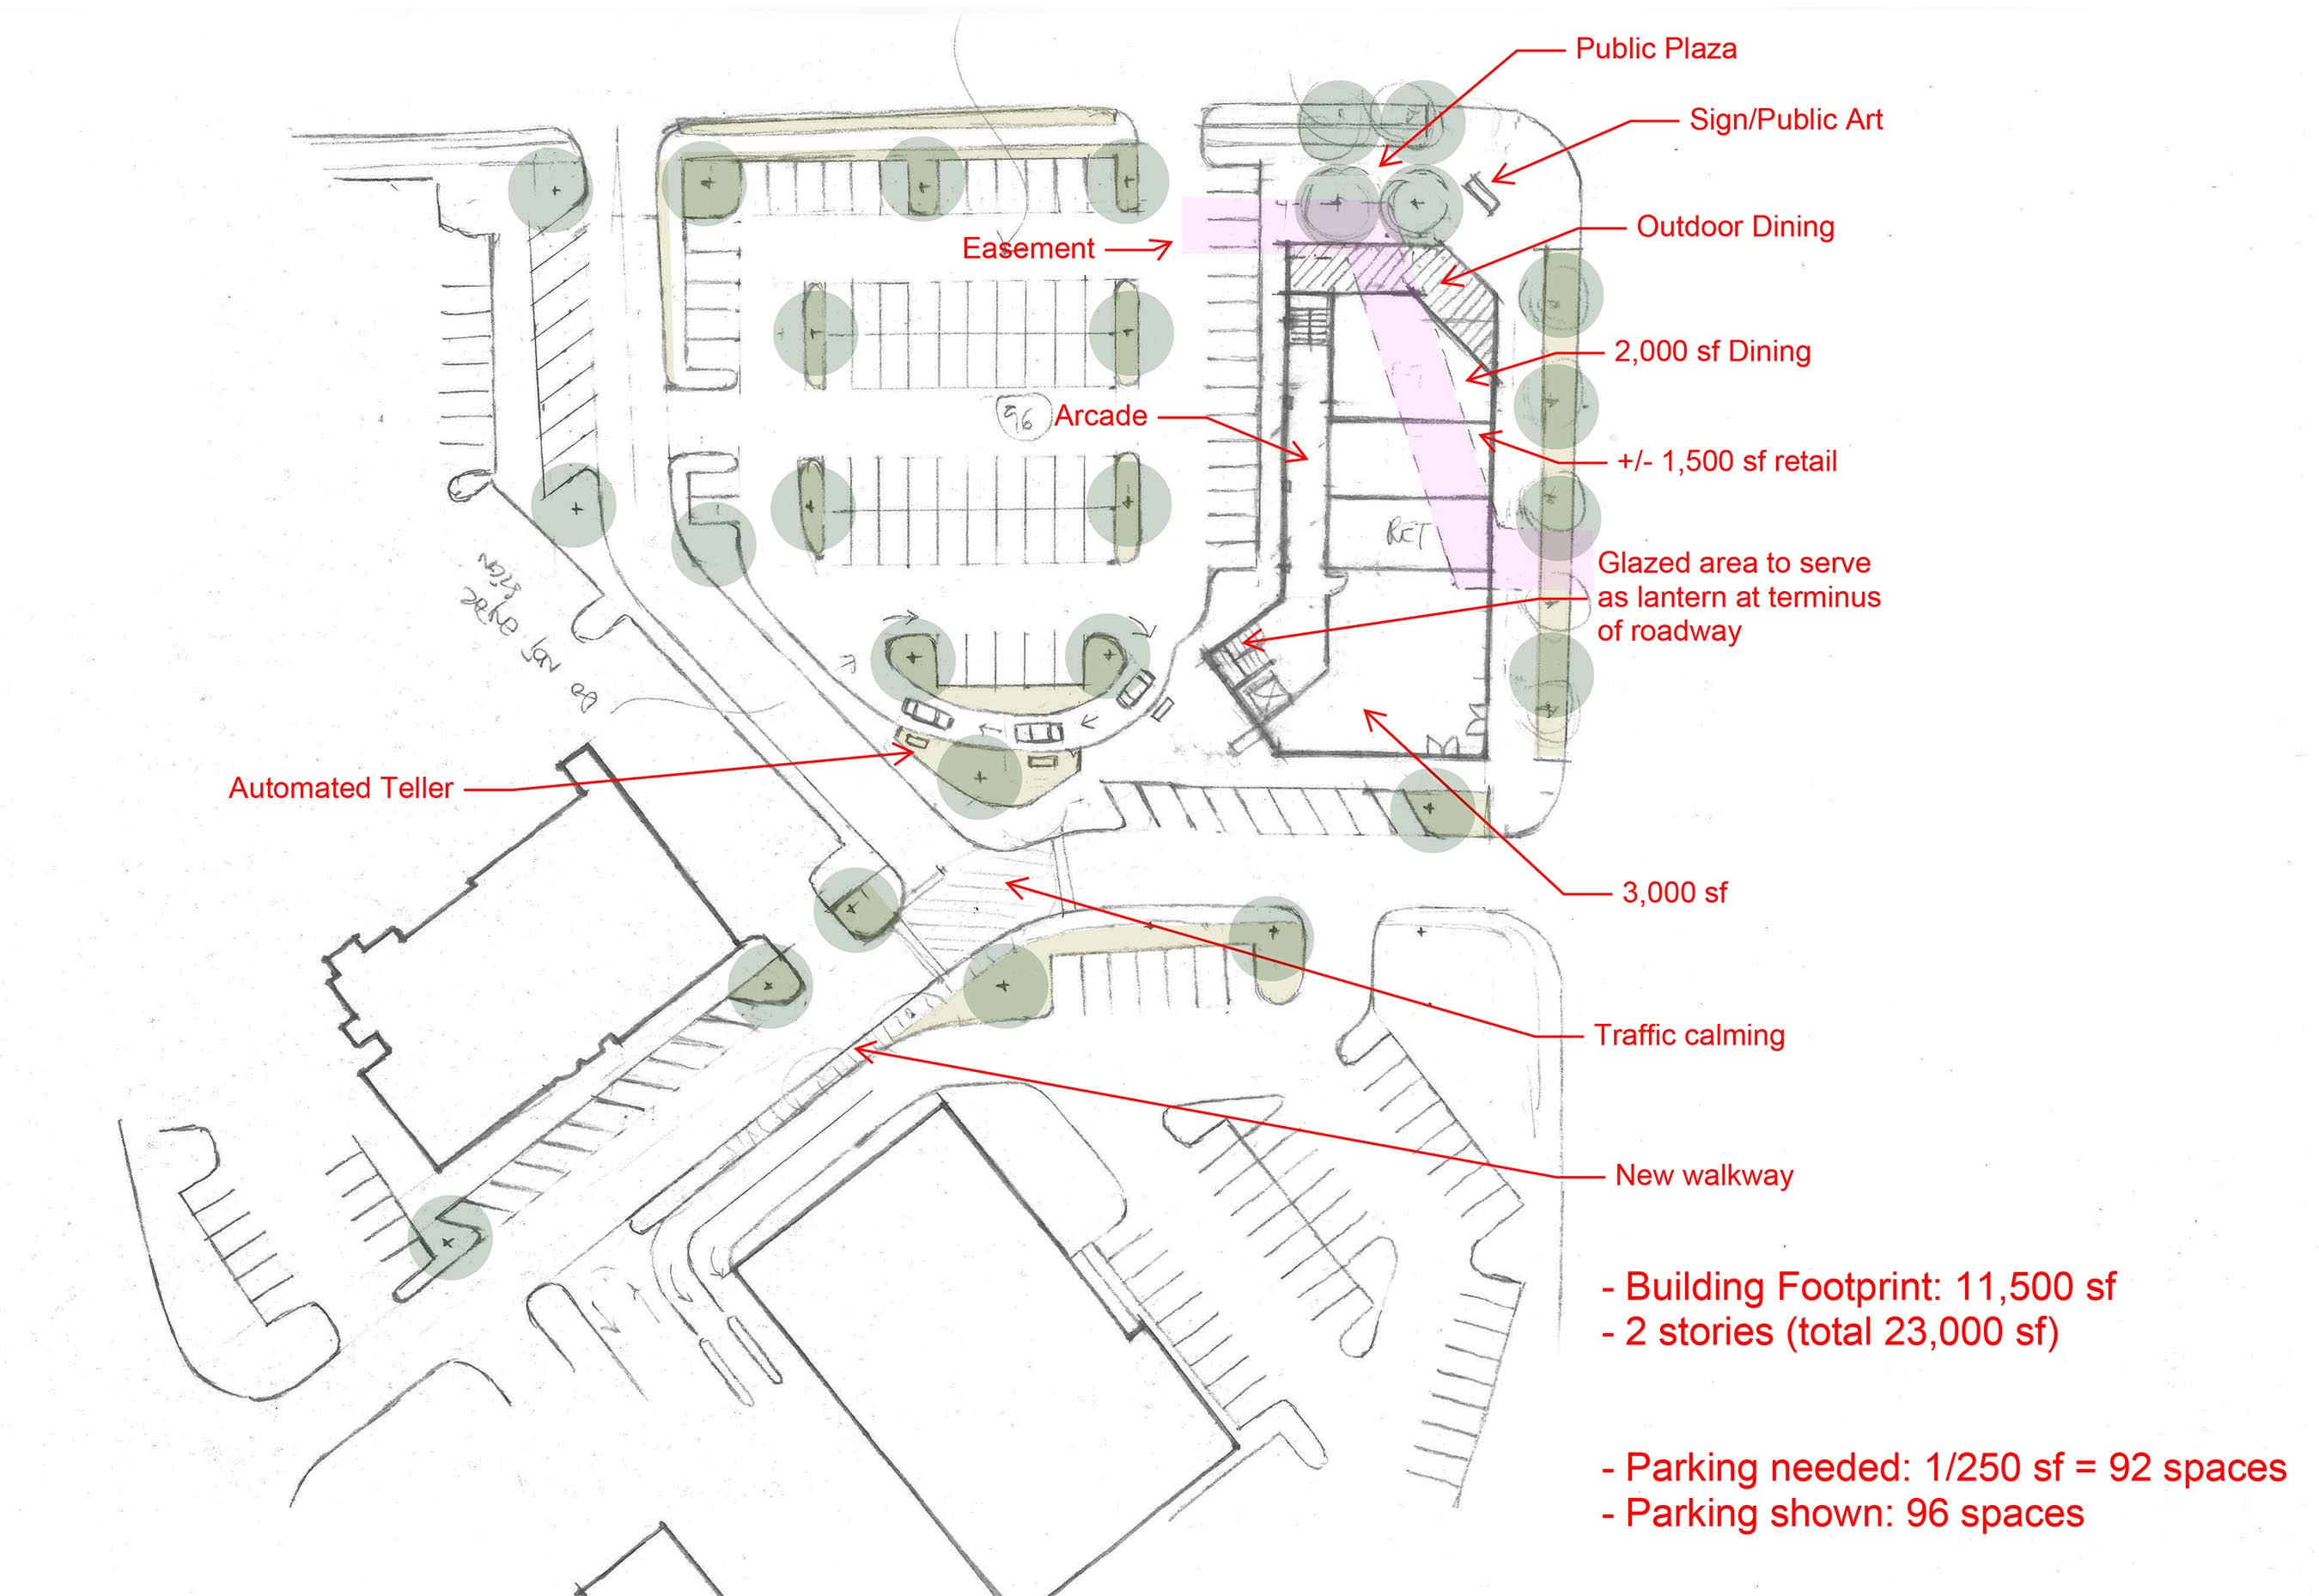 Public Plaza
Sign/Public Art
Outdoor Dining
Easement
2,000 sf Dining
96
Arcade
+/- 1,500 sf retail
RET
Glazed area to serve
as lantern at terminus
of roadway
Automated Teller
3,000 sf
Traffic calming
New walkway
- Building Footprint: 11,500 sf
- 2 stories (total 23,000 sf)
- Parking needed: 1/250 sf = 92 spaces
- Parking shown: 96 spaces